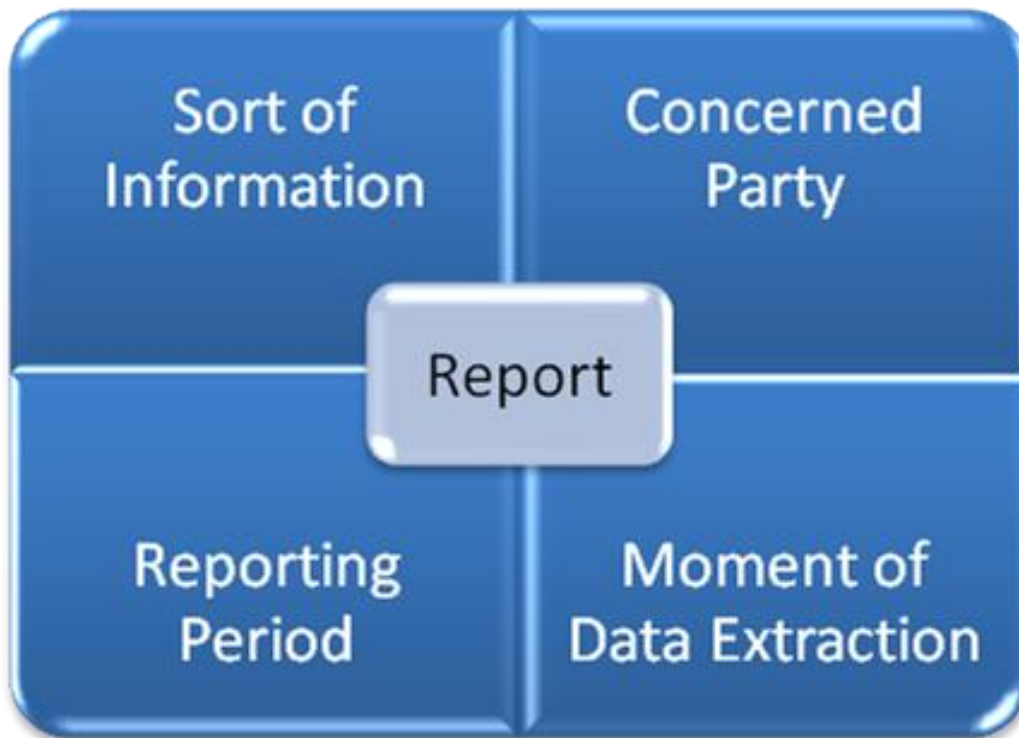 Sort of
Information
Concerned
Party
Report
Reporting
Period
Moment of
Data Extraction